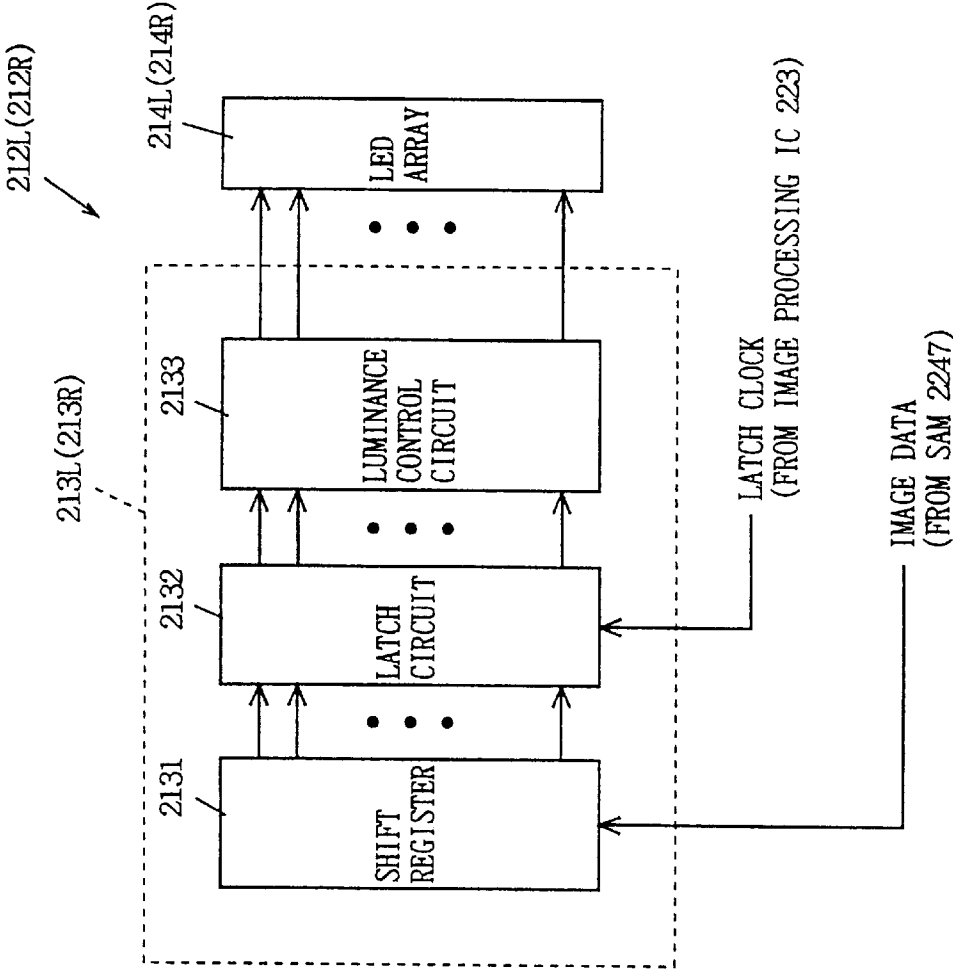 212L(212R)
213L(213R)
214L(214R)
2131
2132
2133
SHIFT
REGISTER
LATCH
CIRCUIT
LUMINANCE
CONTROL
CIRCUIT
LED
ARRAY
LATCH CLOCK
(FROM IMAGE PROCESSING IC 223)
IMAGE DATA
(FROM SAM 2247)